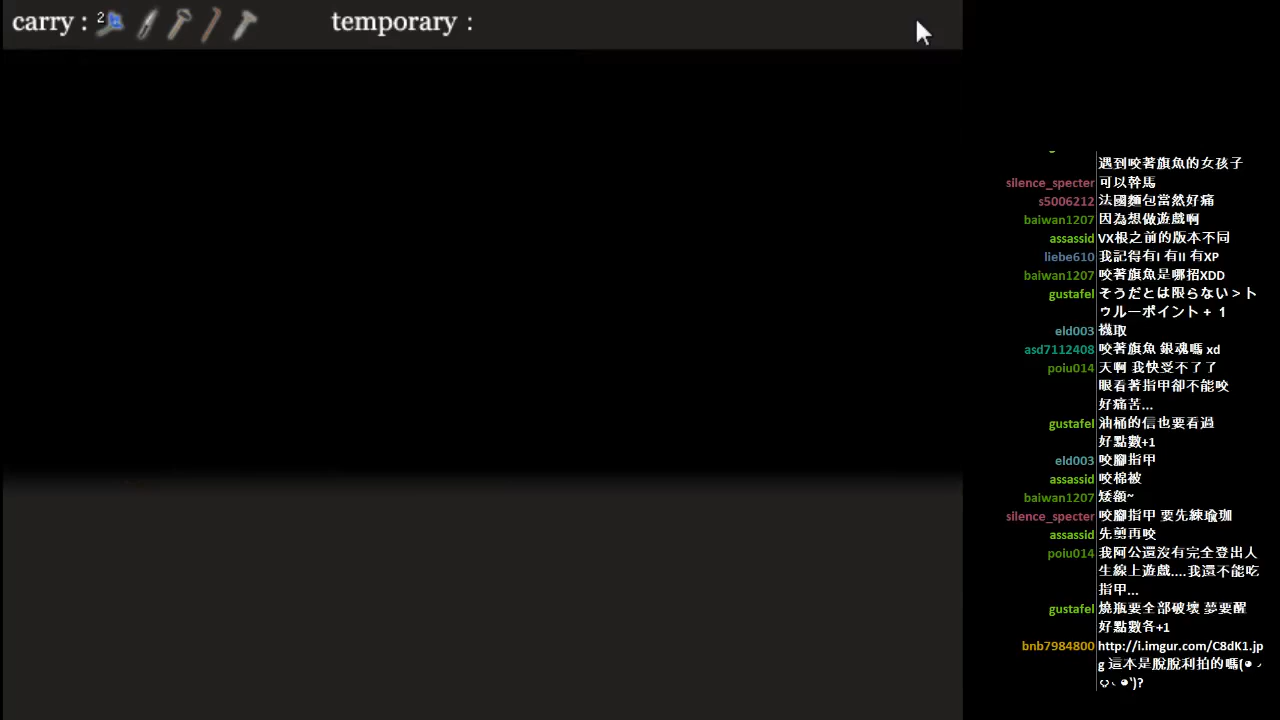 carry : 2
temporary :
遇到咬著旗魚的女孩子
silence_specter 可以幹馬
s5006212 法國麵包當然好痛
baiwan1207 因為想做遊戲啊
assassid VX根之前的版本不同
liebe610 我記得有I 有II 有XP
baiwan1207 咬著旗魚是哪招XDD
gustafel そうだとは限らない > ト
ゥルーポイント + 1
eld003 襪取
asd7112408 咬著旗魚 銀魂嗎 xd
poiu014 天啊 我快受不了了
眼看著指甲卻不能咬
好痛苦...
gustafel 油桶的信也要看過
好點數+1
eld003 咬腳指甲
assassid 咬棉被
baiwan1207 矮額~
silence_specter 咬腳指甲 要先練瑜珈
assassid 先剪再咬
poiu014 我阿公還沒有完全登出人
生線上遊戲....我還不能吃
指甲...
gustafel 燒瓶要全部破壞 夢要醒
好點數各+1
bnb7984800 http://i.imgur.com/C8dK1.jp
g 這本是脫脫利拍的嗎(